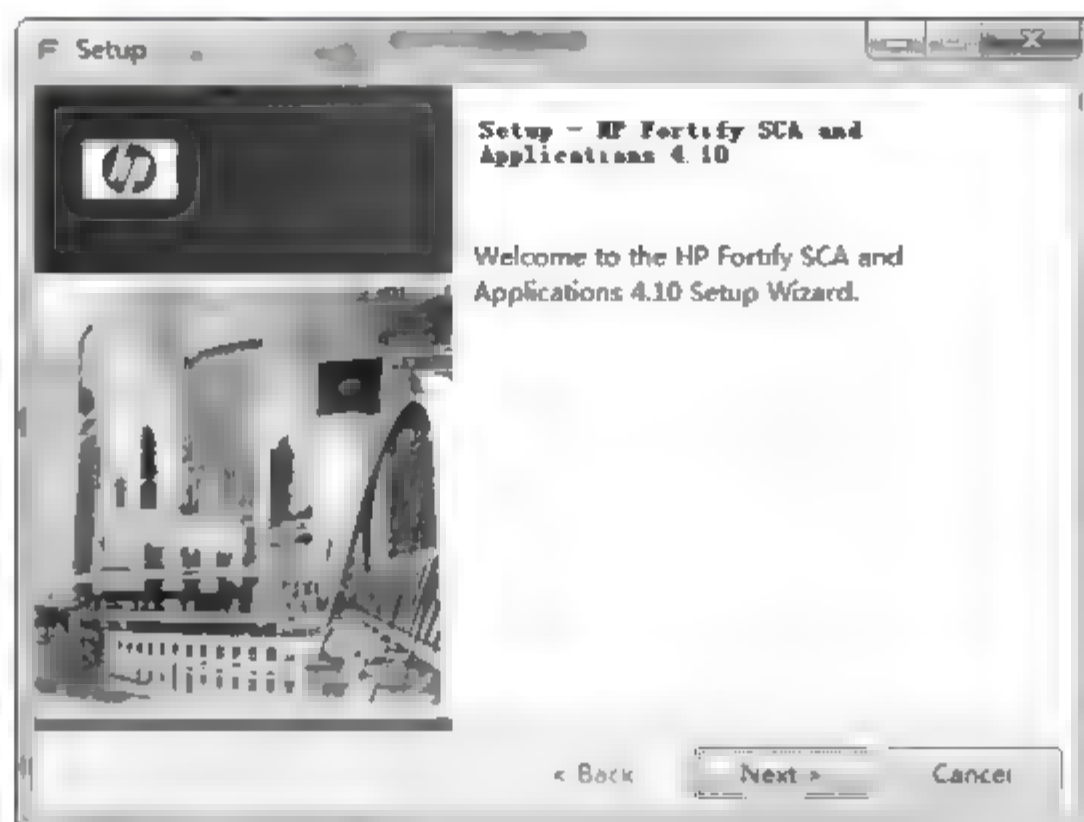 Setup
hp
Setup - HP Fortify SCA and
Applications 4.10
Welcome to the HP Fortify SCA and
Applications 4.10 Setup Wizard.
< Back
Next >
Cancel